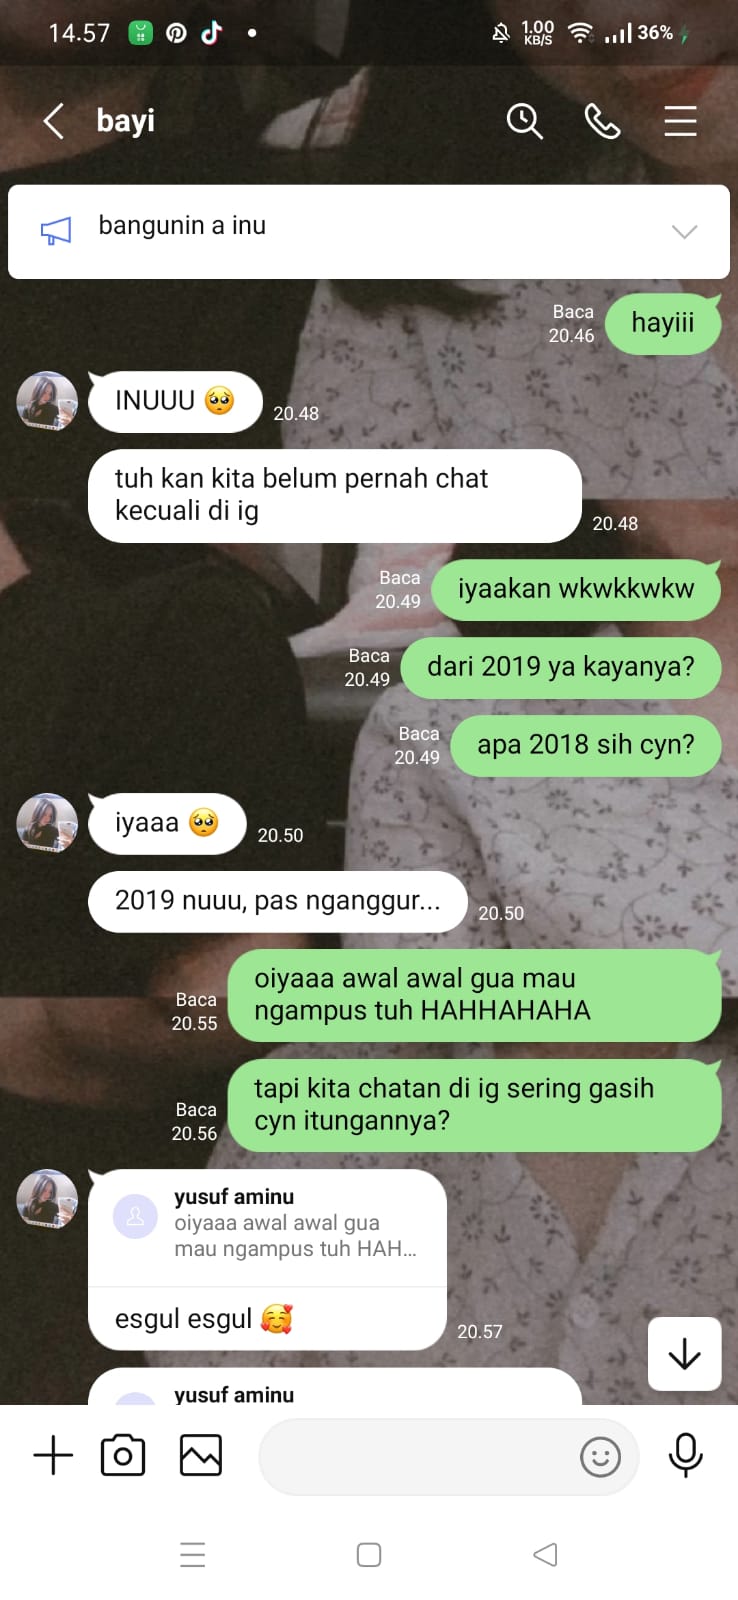 14.57
1.00
KB/S
36%
bayi
bangunin a inu
Baca
20.46
hayiii
INUUU 🥺
20.48
tuh kan kita belum pernah chat
kecuali di ig
20.48
Baca
20.49
iyaakan wkwkkwkw
Baca
20.49
dari 2019 ya kayanya?
Baca
20.49
apa 2018 sih cyn?
iyaaa 🥺
20.50
2019 nuuu, pas nganggur...
20.50
Baca
20.55
oiyaaa awal awal gua mau
ngampus tuh HAHHAHAHA
Baca
20.56
tapi kita chatan di ig sering gasih
cyn itungannya?
yusuf aminu
oiyaaa awal awal gua
mau ngampus tuh HAH...
esgul esgul 🥰
20.57
yusuf aminu